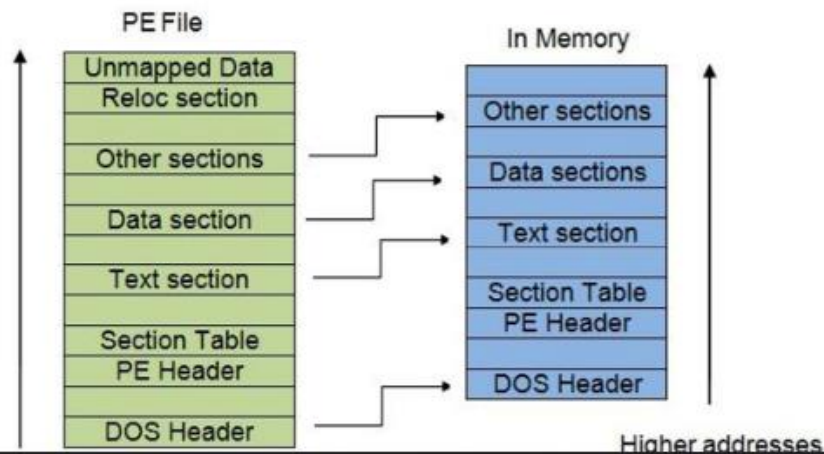 PE File
Unmapped Data
Reloc section
Other sections
Data section
Text section
Section Table
PE Header
DOS Header
In Memory
Other sections
Data sections
Text section
Section Table
PE Header
DOS Header
Higher addresses